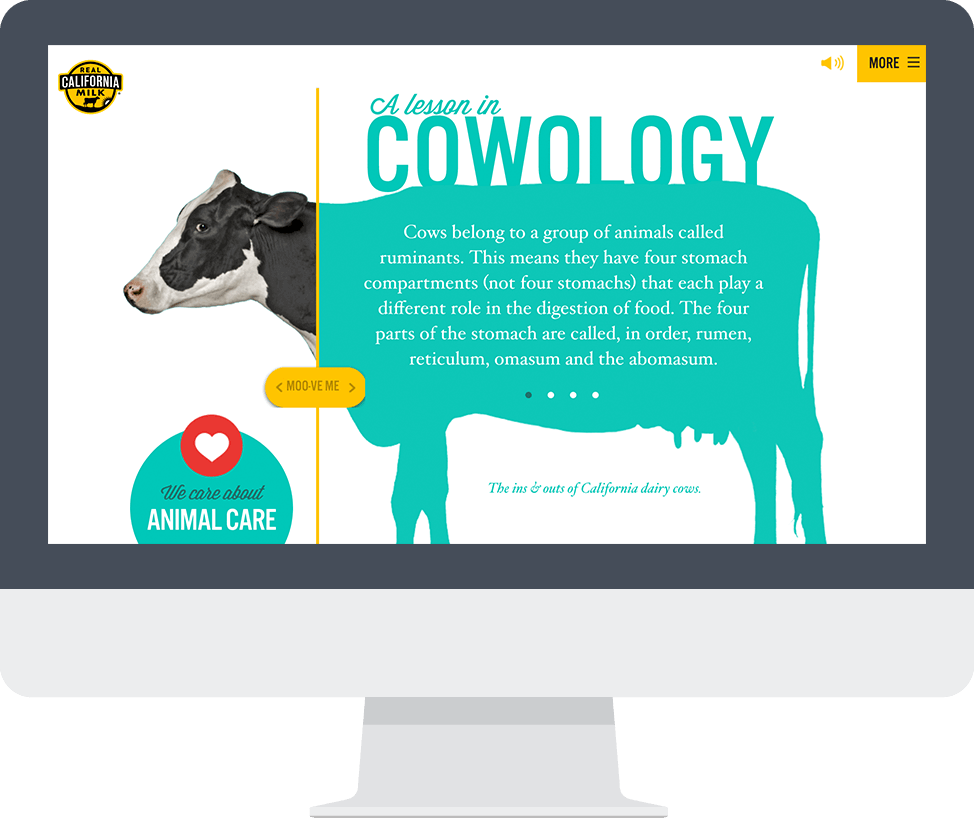 REAL
CALIFORNIA
MILK
MORE
A lesson in
COWOLOGY
Cows belong to a group of animals called
ruminants. This means they have four stomach
compartments (not four stomachs) that each play a
different role in the digestion of food. The four
parts of the stomach are called, in order, rumen,
reticulum, omasum and the abomasum.
< MOO-VE ME >
The ins & outs of California dairy cows.
We care about
ANIMAL CARE